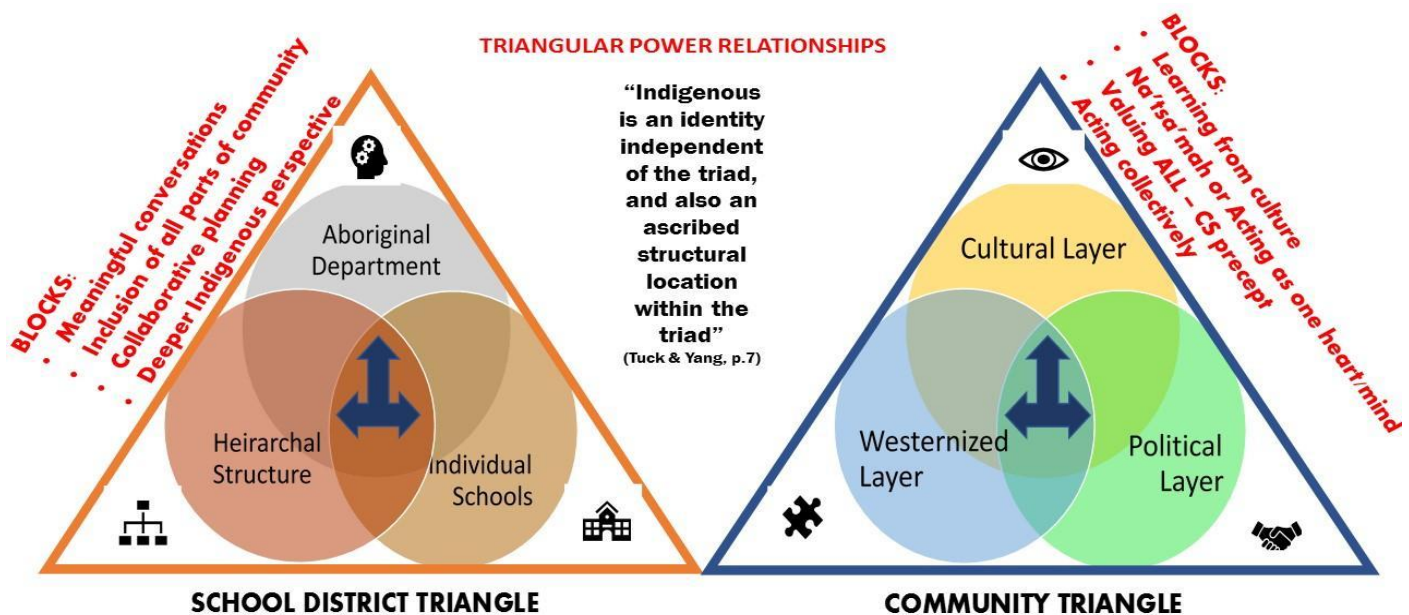 TRIANGULAR POWER RELATIONSHIPS
BLOCKS:
• Meaningful conversations
• Inclusion of all parts of community
• Collaborative planning
• Deeper Indigenous perspective
Aboriginal
Department
Heirarchal
Structure
Individual
Schools
SCHOOL DISTRICT TRIANGLE
“Indigenous
is an identity
independent
of the triad,
and also an
ascribed
structural
location
within the
triad”
(Tuck & Yang, p.7)
BLOCKS:
• Learning from culture
• Na’tsa’mah or Acting as one heart/mind
• Valuing ALL – CS precept
• Acting collectively
Cultural Layer
Westernized
Layer
Political
Layer
COMMUNITY TRIANGLE